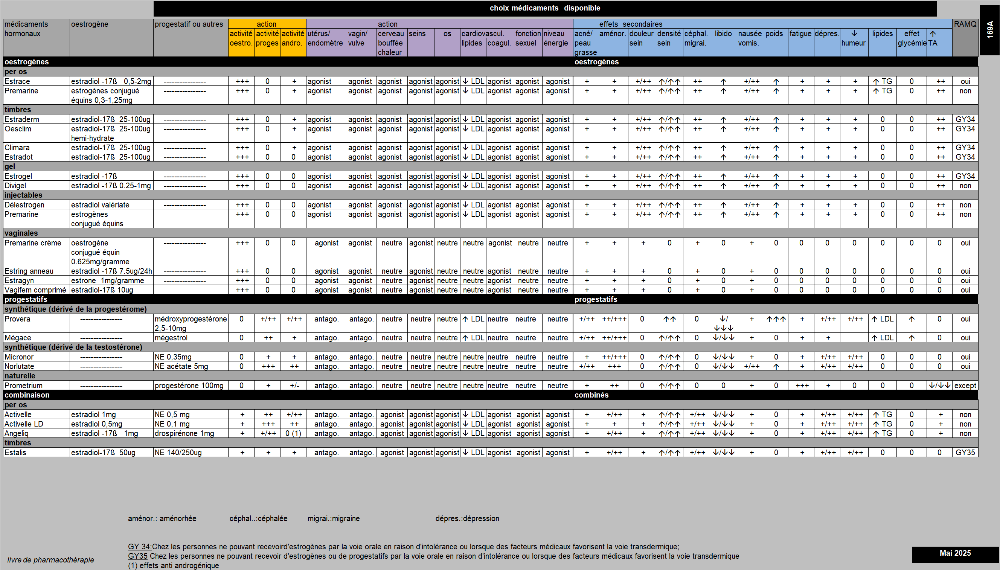 choix médicaments disponible
169A
médicaments hormonaux | oestrogène | progestatif ou autres | action | action | effets secondaires | RAMQ
activité oestro.. | activité proges | activité andro. | utérus/ endomètre | vagin/ vulve | cerveau bouffée chaleur | seins | os | cardiovascul. lipides | coagul. | fonction sexuel | niveau énergie | acné/ peau grasse | aménor. | douleur sein | densité sein | céphal. migrai. | libido | nausée vomis. | poids | fatigue | dépres. | ↓ humeur | lipides | effet glycémie | ↑ TA
oestrogènes oestrogènes
per os
Estrace | estradiol -17ß 0,5-2mg | ---------------- | +++ | 0 | + | agonist | agonist | agonist | agonist | agonist | ↓ LDL | agonist | agonist | agonist | + | + | +/++ | ↑/↑↑ | ++ | ↑ | +/++ | ↑ | + | + | + | ↑ TG | 0 | ++ | oui
Premarine | estrogènes conjugué équins 0,3-1,25mg | ---------------- | +++ | 0 | + | agonist | agonist | agonist | agonist | agonist | ↓ LDL | agonist | agonist | agonist | + | + | +/++ | ↑/↑↑ | ++ | ↑ | +/++ | ↑ | + | + | + | ↑ TG | 0 | ++ | non
timbres
Estraderm | estradiol-17ß 25-100ug | ---------------- | +++ | 0 | + | agonist | agonist | agonist | agonist | agonist | ↓ LDL | agonist | agonist | agonist | + | + | +/++ | ↑/↑↑ | ++ | ↑ | +/++ | ↑ | + | + | + | 0 | 0 | ++ | GY34
Oesclim | estradiol-17ß 25-100ug hemi-hydrate | ---------------- | +++ | 0 | + | agonist | agonist | agonist | agonist | agonist | ↓ LDL | agonist | agonist | agonist | + | + | +/++ | ↑/↑↑ | ++ | ↑ | +/++ | ↑ | + | + | + | 0 | 0 | ++ | GY34
Climara | estradiol-17ß 25-100ug | ---------------- | +++ | 0 | + | agonist | agonist | agonist | agonist | agonist | ↓ LDL | agonist | agonist | agonist | + | + | +/++ | ↑/↑↑ | ++ | ↑ | +/++ | ↑ | + | + | + | 0 | 0 | ++ | GY34
Estradot | estradiol-17ß 25-100ug | ---------------- | +++ | 0 | 0 | agonist | agonist | agonist | agonist | agonist | ↓ LDL | agonist | agonist | agonist | + | + | +/++ | ↑/↑↑ | ++ | ↑ | +/++ | ↑ | + | + | + | 0 | 0 | ++ | GY34
gel
Estrogel | estradiol -17ß | ---------------- | +++ | 0 | 0 | agonist | agonist | agonist | agonist | agonist | ↓ LDL | agonist | agonist | agonist | + | + | +/++ | ↑/↑↑ | ++ | ↑ | +/++ | ↑ | + | + | + | 0 | 0 | ++ | GY34
Divigel | estradiol -17ß 0.25-1mg | ---------------- | +++ | 0 | 0 | agonist | agonist | agonist | agonist | agonist | ↓ LDL | agonist | agonist | agonist | + | + | +/++ | ↑/↑↑ | ++ | ↑ | +/++ | ↑ | + | + | + | 0 | 0 | ++ | non
injectables
Délestrogen | estradiol valériate | ---------------- | +++ | 0 | 0 | agonist | agonist | agonist | agonist | agonist | ↓ LDL | agonist | agonist | agonist | + | + | +/++ | ↑/↑↑ | ++ | ↑ | +/++ | ↑ | + | + | + | 0 | 0 | ++ | non
Premarine | estrogènes conjugué équins | | +++ | 0 | 0 | agonist | agonist | agonist | agonist | agonist | ↓ LDL | agonist | agonist | agonist | + | + | +/++ | ↑/↑↑ | ++ | ↑ | +/++ | ↑ | + | + | + | 0 | 0 | ++ | non
vaginales
Premarine crème | oestrogène conjugué équin 0.625mg/gramme | ---------------- | +++ | 0 | 0 | agonist | agonist | neutre | agonist | neutre | neutre | agonist | neutre | neutre | + | + | + | 0 | + | 0 | + | 0 | 0 | 0 | 0 | 0 | 0 | 0 | oui
Estring anneau | estradiol -17ß 7.5ug/24h | ---------------- | +++ | 0 | 0 | agonist | agonist | neutre | agonist | neutre | neutre | agonist | neutre | neutre | + | + | + | 0 | + | 0 | + | 0 | 0 | 0 | 0 | 0 | 0 | 0 | oui
Estragyn | estrone 1mg/gramme | ---------------- | +++ | 0 | 0 | agonist | agonist | neutre | agonist | neutre | neutre | agonist | neutre | neutre | + | + | + | 0 | + | 0 | + | 0 | 0 | 0 | 0 | 0 | 0 | 0 | oui
Vagifem comprimé | estradiol-17ß 10ug | | +++ | 0 | 0 | agonist | agonist | neutre | agonist | neutre | neutre | agonist | neutre | neutre | + | + | + | 0 | + | 0 | + | 0 | 0 | 0 | 0 | 0 | 0 | 0 | oui
progestatifs progestatifs
synthétique (dérivé de la progestérome)
Provera | ---------------- | médroxyprogestérone 2,5-10mg | 0 | +/++ | +/++ | antago. | antago. | neutre | neutre | neutre | ↑ LDL | neutre | neutre | neutre | +/++ | ++/+++ | 0 | ↑↑ | 0 | ↓/↓↓↓ | + | ↑↑↑ | + | +/++ | +/++ | ↑ LDL | ↑ | 0 | oui
Mégace | ---------------- | mégestrol | 0 | ++ | + | antago. | antago. | neutre | neutre | neutre | ↑ LDL | neutre | neutre | neutre | +/++ | ++/+++ | 0 | ↑/↑↑ | 0 | ↓/↓↓ | + | 0 | + | + | | ↑ LDL | ↑ | 0 | oui
synthétique (dérivé de la testostérone)
Micronor | ---------------- | NE 0,35mg | 0 | + | + | antago. | antago. | neutre | neutre | neutre | neutre | neutre | neutre | neutre | + | ++/+++ | 0 | ↑/↑↑ | 0 | ↓/↓↓ | + | 0 | + | +/++ | +/++ | 0 | 0 | 0 | oui
Norlutate | ---------------- | NE acétate 5mg | 0 | +++ | ++ | antago. | antago. | neutre | neutre | neutre | neutre | neutre | neutre | neutre | +/++ | +++ | 0 | ↑/↑↑ | 0 | ↓/↓↓ | +/++ | ↑ | + | +/++ | +/++ | 0 | 0 | 0 | oui
naturelle
Prometrium | ---------------- | progestérone 100mg | 0 | + | +/- | antago. | antago. | neutre | neutre | neutre | neutre | neutre | neutre | neutre | + | ++ | 0 | ↑/↑↑ | 0 | 0 | + | 0 | +++ | + | 0 | 0 | 0 | ↓/↓↓ | except
combinaison combinés
per os
Activelle | estradiol 1mg | NE 0,5 mg | + | ++ | +/++ | antago. | antago. | agonist | agonist | agonist | ↓ LDL | agonist | agonist | agonist | + | +/++ | + | ↑/↑↑ | +/++ | ↓/↓↓ | + | 0 | + | +/++ | +/++ | ↑ TG | 0 | + | non
Activelle LD | estradiol 0,5mg | NE 0,1 mg | + | +++ | ++ | antago. | antago. | agonist | agonist | agonist | ↓ LDL | agonist | agonist | agonist | + | + | + | ↑/↑↑ | +/++ | ↓/↓↓ | + | 0 | + | +/++ | +/++ | ↑ TG | 0 | + | non
Angeliq | estradiol -17ß 1mg | drospirénone 1mg | + | +/++ | 0 (1) | antago. | antago. | agonist | agonist | agonist | ↓ LDL | agonist | agonist | agonist | + | +/++ | + | ↑/↑↑ | +/++ | ↓/↓↓ | + | 0 | + | +/++ | +/++ | ↑ TG | 0 | + | non
timbres
Estalis | estradiol-17ß 50ug | NE 140/250ug | + | + | + | antago. | antago. | agonist | agonist | agonist | ↓ LDL | agonist | agonist | agonist | + | +/++ | + | ↑/↑↑ | +/++ | ↓/↓↓ | + | 0 | + | +/++ | +/++ | 0 | 0 | 0 | GY35
aménor.: aménorhée céphal..:céphalée migrai.:migraine dépres.:dépression
GY 34:Chez les personnes ne pouvant recevoird'estrogènes par la voie orale en raison d'intolérance ou lorsque des facteurs médicaux favorisent la voie transdermique;
GY35 Chez les personnes ne pouvant recevoir d'estrogènes ou de progestatifs par la voie orale en raison d'intolérance ou lorsque des facteurs médicaux favorisent la voie transdermique
(1) effets anti androgénique
livre de pharmacothérapie
Mai 2025